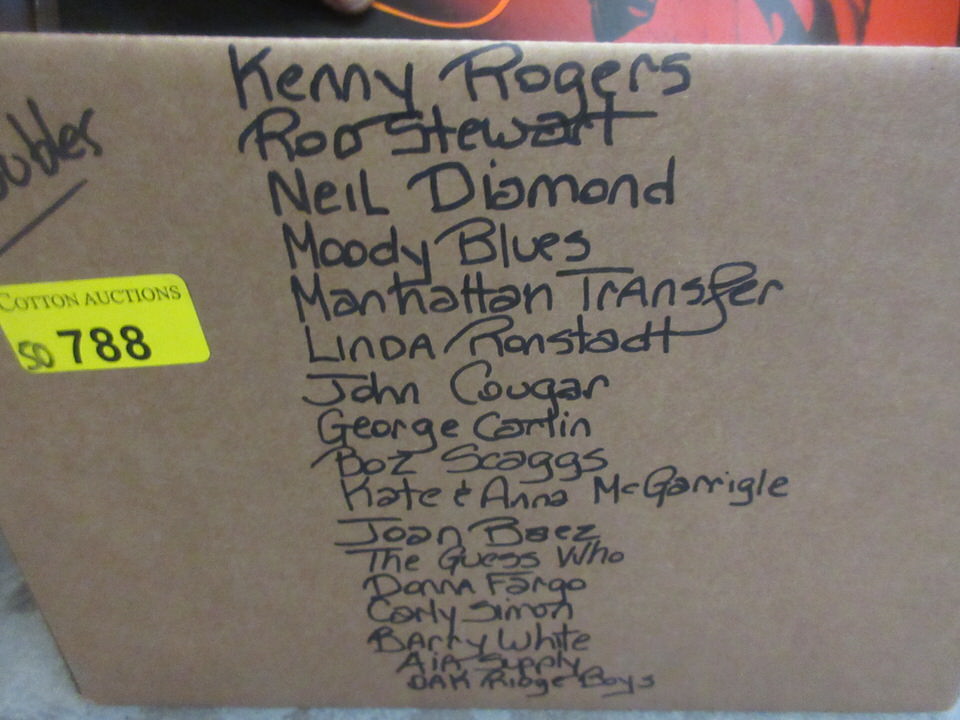 Kenny Rogers
Rod Stewart
Neil Diamond
Moody Blues
Manhattan Transfer
LINDA Ronstadt
John Cougar
George Carlin
Boz Scaggs
Kate & Anna McGarrigle
Joan Baez
The Guess Who
Donna Fargo
Carly Simon
BArry White
AiR Supply
OAK Ridge Boys
COTTON AUCTIONS
50 788